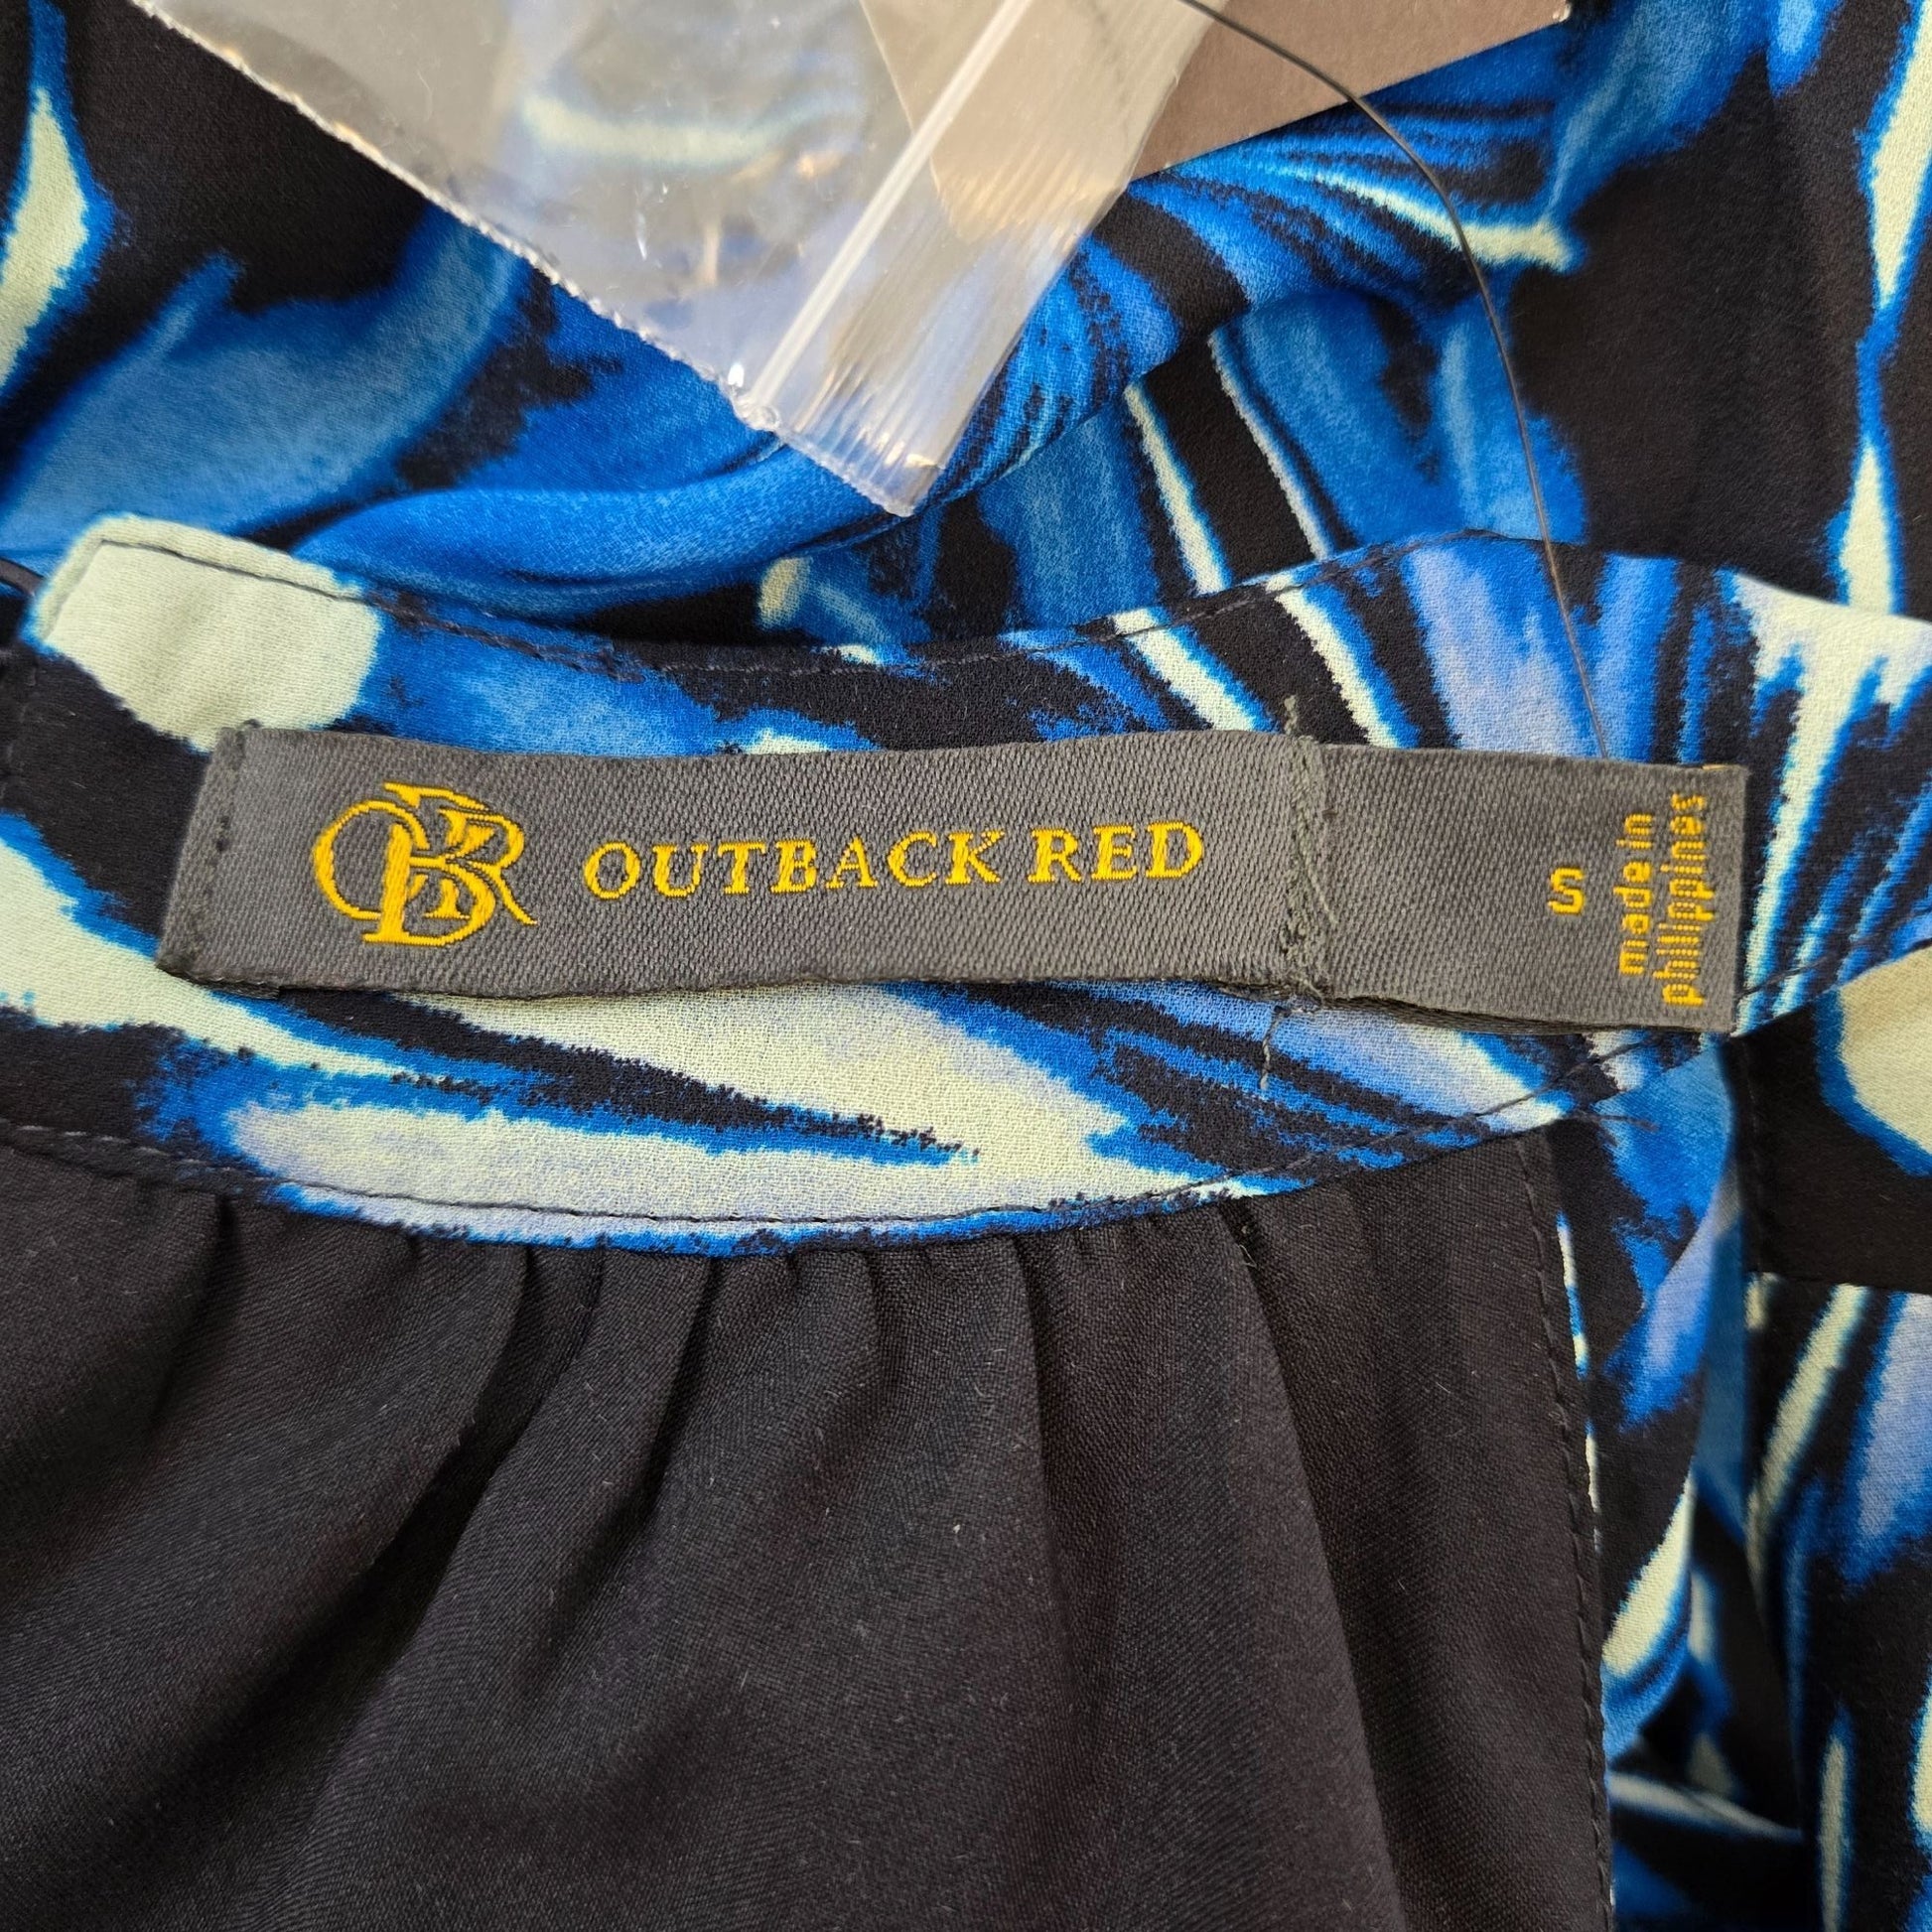 OBR
OUTBACK RED
S
made in
philippines